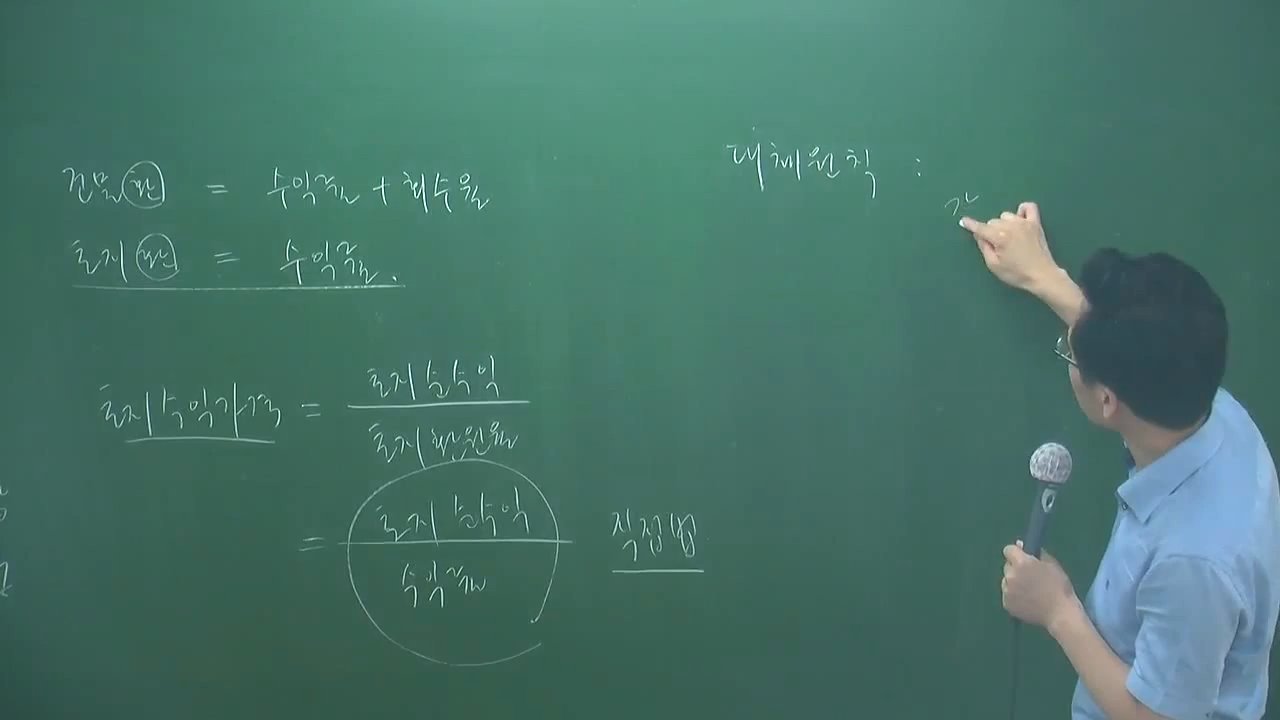 건물 환 = 수익률 + 회수율
토지 환 = 수익률.
토지수익가격 = 토지순수익
토지환원율
= 토지순수익
수익률
직접법
대체원칙 :